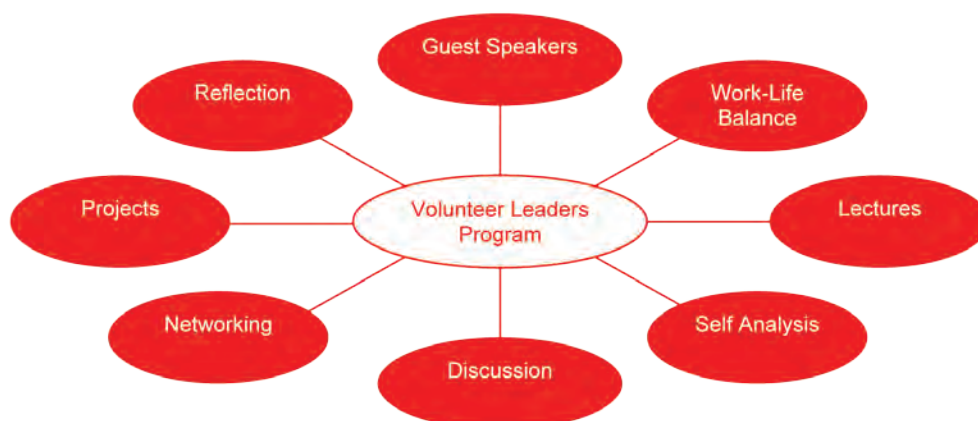 Guest Speakers
Reflection
Work-Life
Balance
Projects
Volunteer Leaders
Program
Lectures
Networking
Self Analysis
Discussion